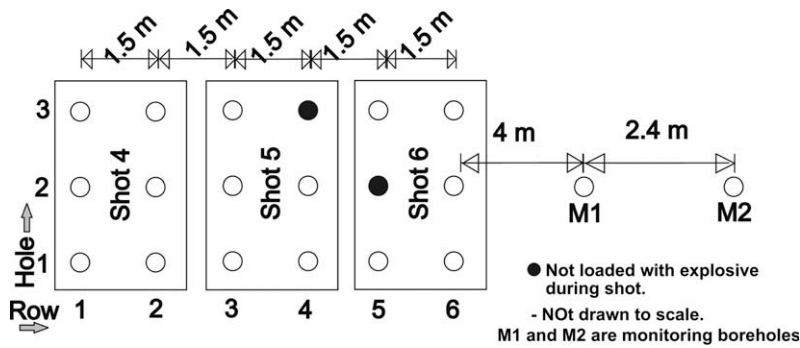 1.5 m 1.5 m 1.5 m 1.5 m 1.5 m
3
Shot 4 Shot 5 Shot 6
4 m 2.4 m
2
M1 M2
Hole
1
Row 1 2 3 4 5 6
Not loaded with explosive
during shot.
- NOt drawn to scale.
M1 and M2 are monitoring boreholes